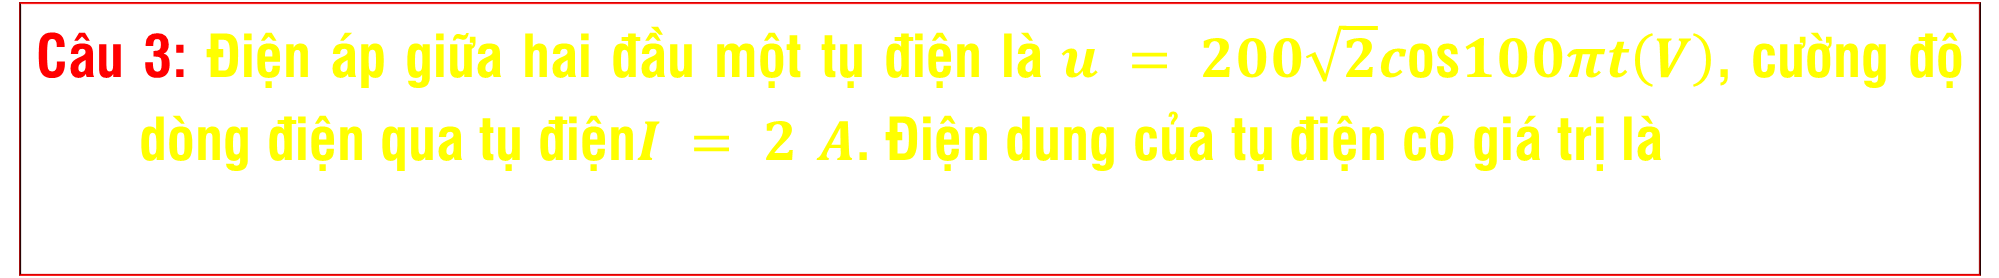 Câu 3: Điện áp giữa hai đầu một tụ điện là u = 200√2cos100πt(V), cường độ
dòng điện qua tụ điệnI = 2 A. Điện dung của tụ điện có giá trị là